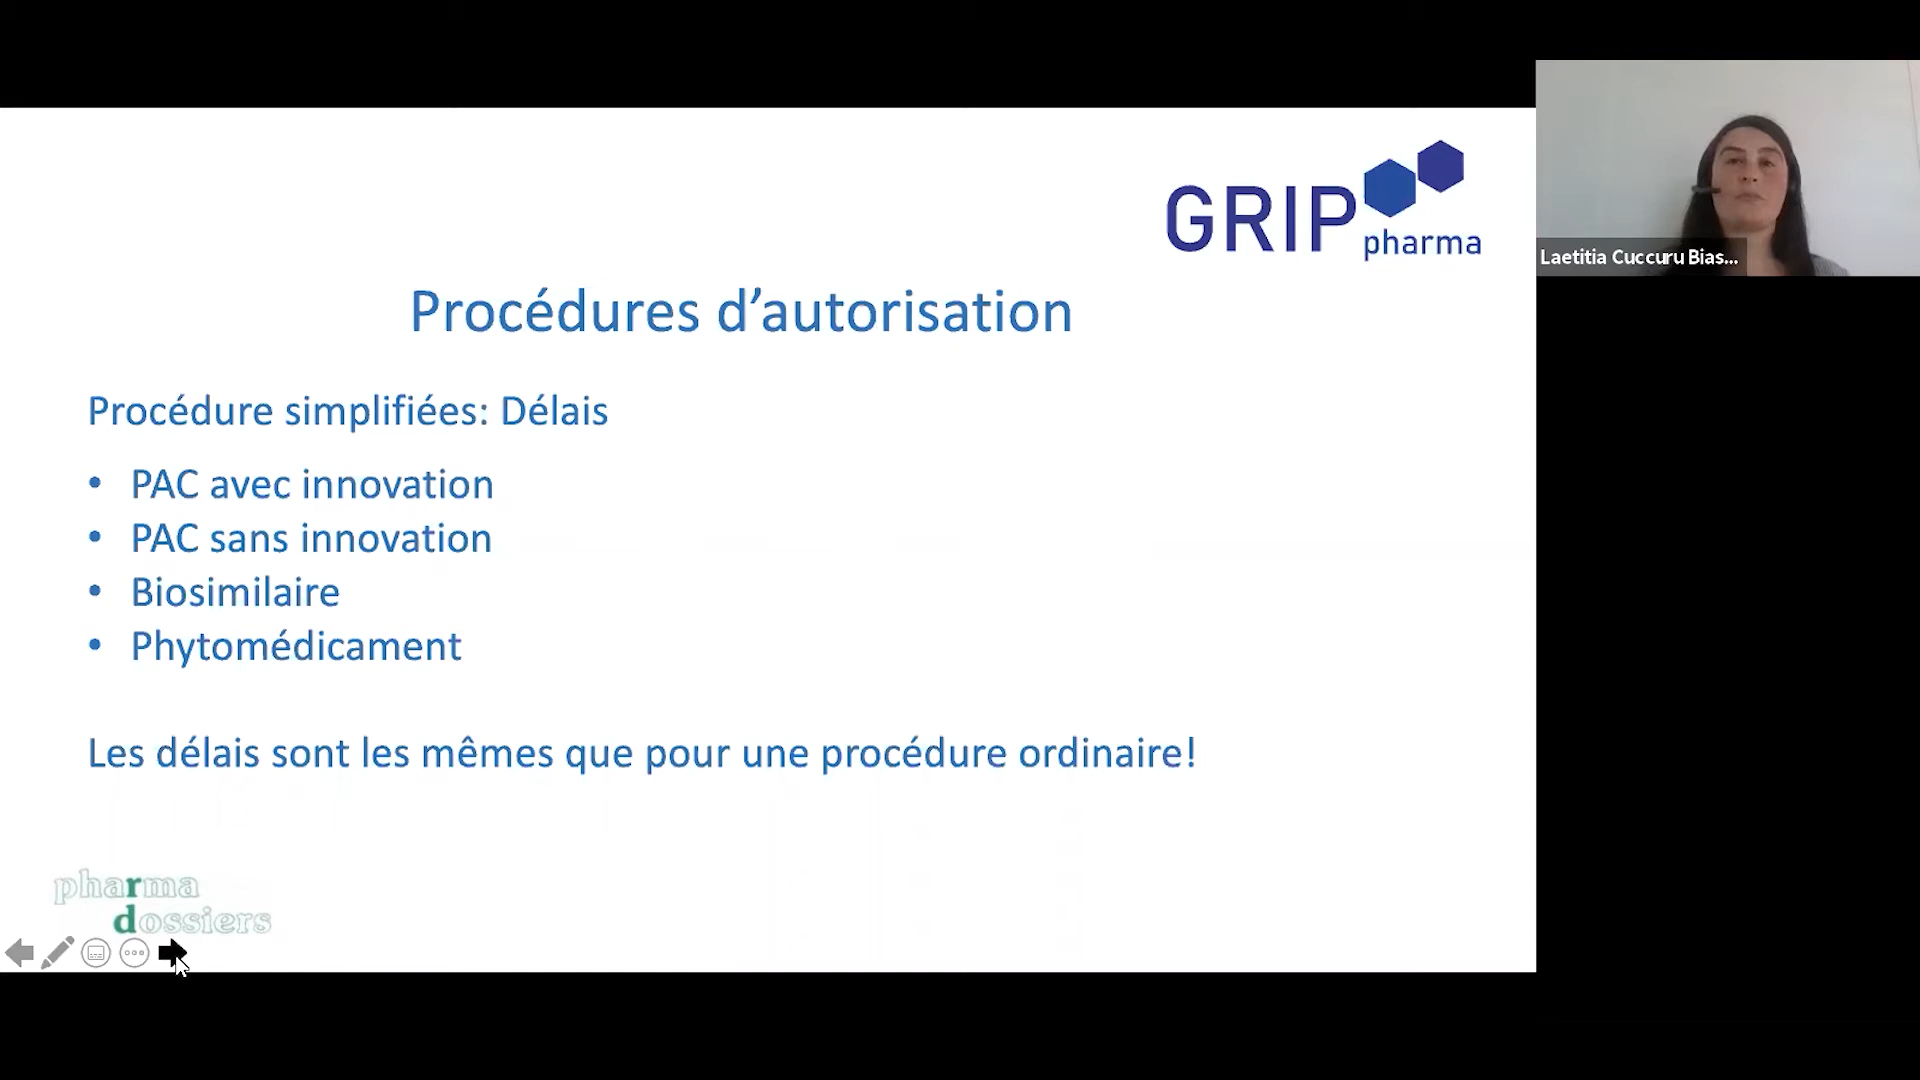 GRIP
pharma
Laetitia Cuccuru Bias...
Procédures d’autorisation
Procédure simplifiées: Délais
• PAC avec innovation
• PAC sans innovation
• Biosimilaire
• Phytomédicament
Les délais sont les mêmes que pour une procédure ordinaire!
pharma
dossiers